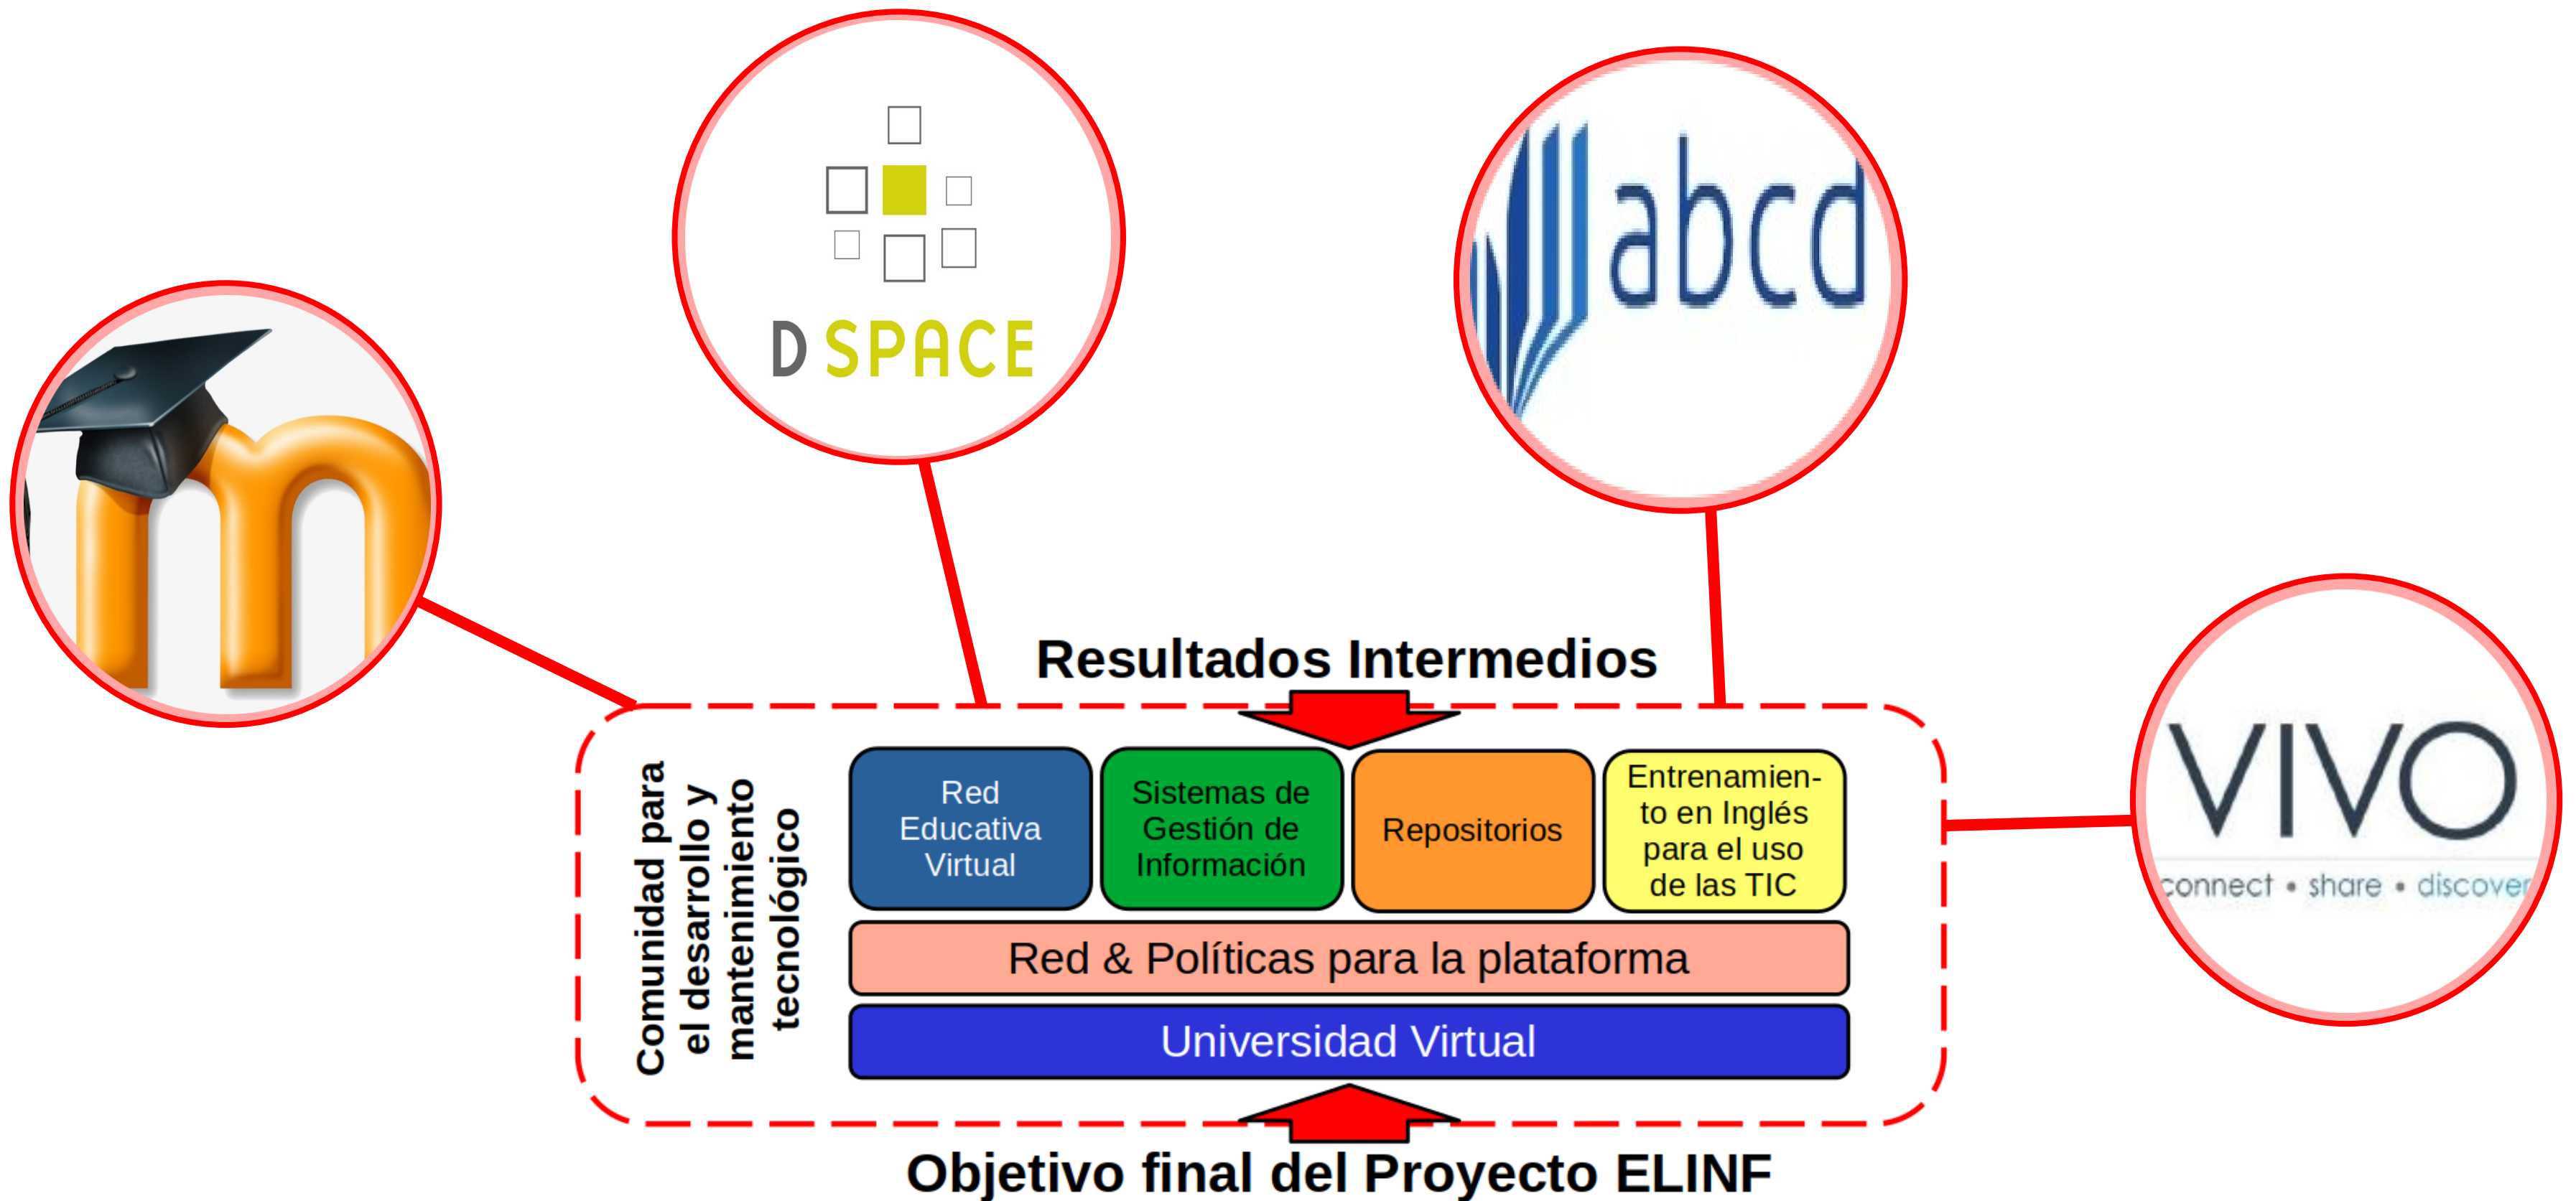 m
D SPACE
abcd
VIVO
connect • share • discover
Resultados Intermedios
Comunidad para
el desarrollo y
mantenimiento
tecnológico
Red
Educativa
Virtual
Sistemas de
Gestión de
Información
Repositorios
Entrenamien-
to en Inglés
para el uso
de las TIC
Red & Políticas para la plataforma
Universidad Virtual
Objetivo final del Proyecto ELINF